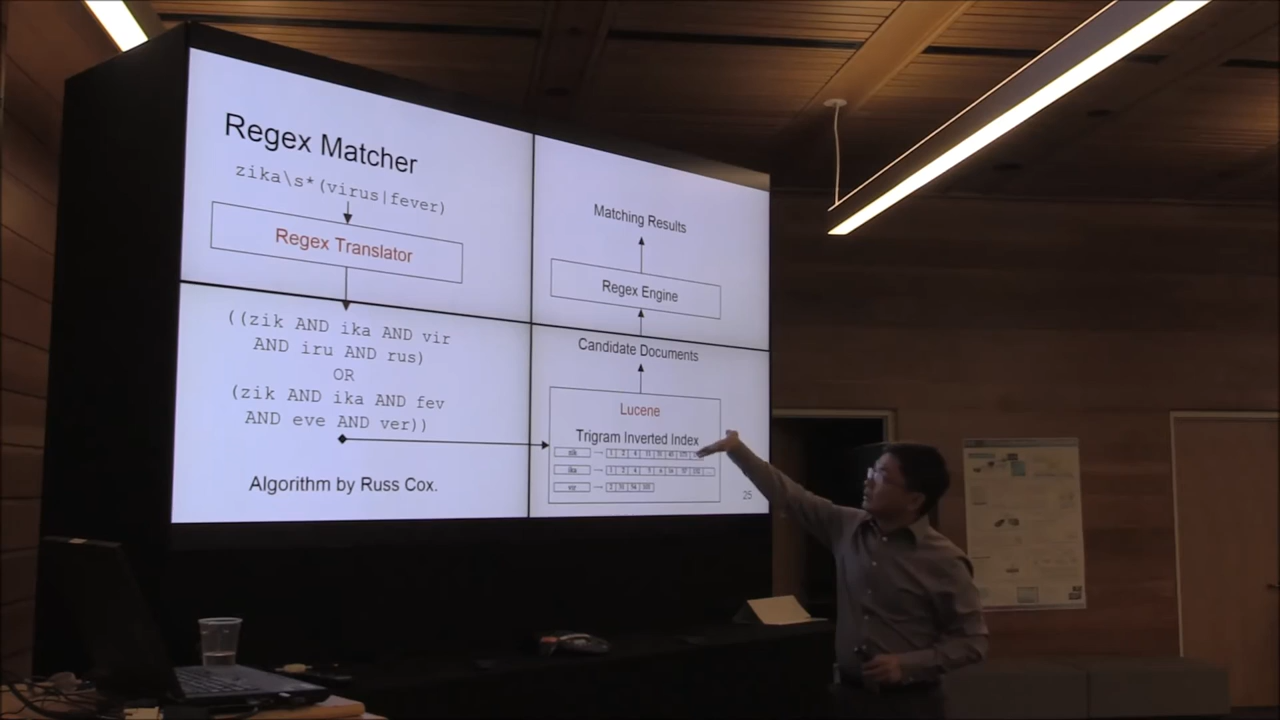 Regex Matcher
zika\s*(virus|fever)
Regex Translator
((zik AND ika AND vir
AND iru AND rus)
OR
(zik AND ika AND fev
AND eve AND ver))
Algorithm by Russ Cox.
Matching Results
Regex Engine
Candidate Documents
Lucene
Trigram Inverted Index
zik
ika
25